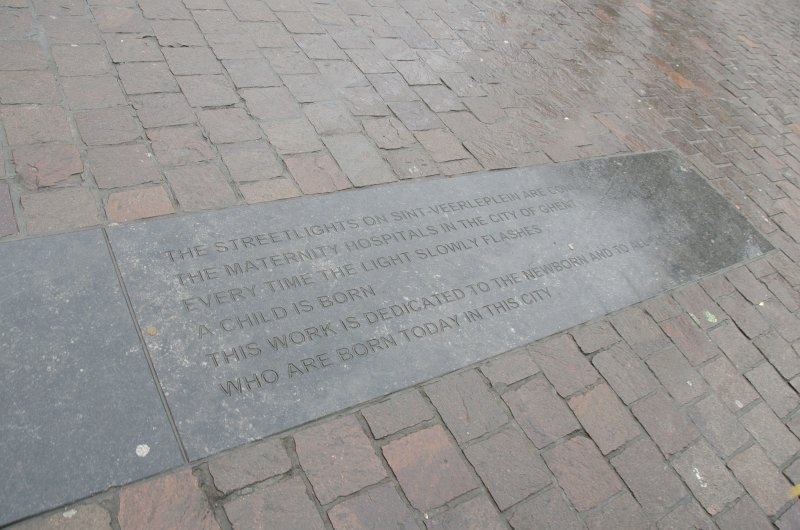 THE STREETLIGHTS ON SINT-VEERLEPLEIN ARE
THE MATERNITY HOSPITALS IN THE CITY OF GHENT
EVERY TIME THE LIGHT SLOWLY FLASHES
A CHILD IS BORN
THIS WORK IS DEDICATED TO THE NEWBORN AND TO ALL
WHO ARE BORN TODAY IN THIS CITY